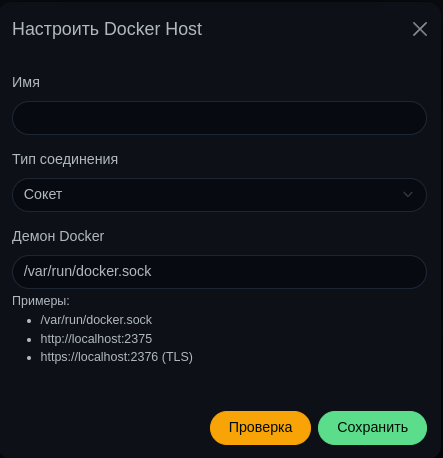 Настроить Docker Host
Имя
Тип соединения
Сокет
Демон Docker
/var/run/docker.sock
Примеры:
/var/run/docker.sock
http://localhost:2375
https://localhost:2376 (TLS)
Проверка Сохранить